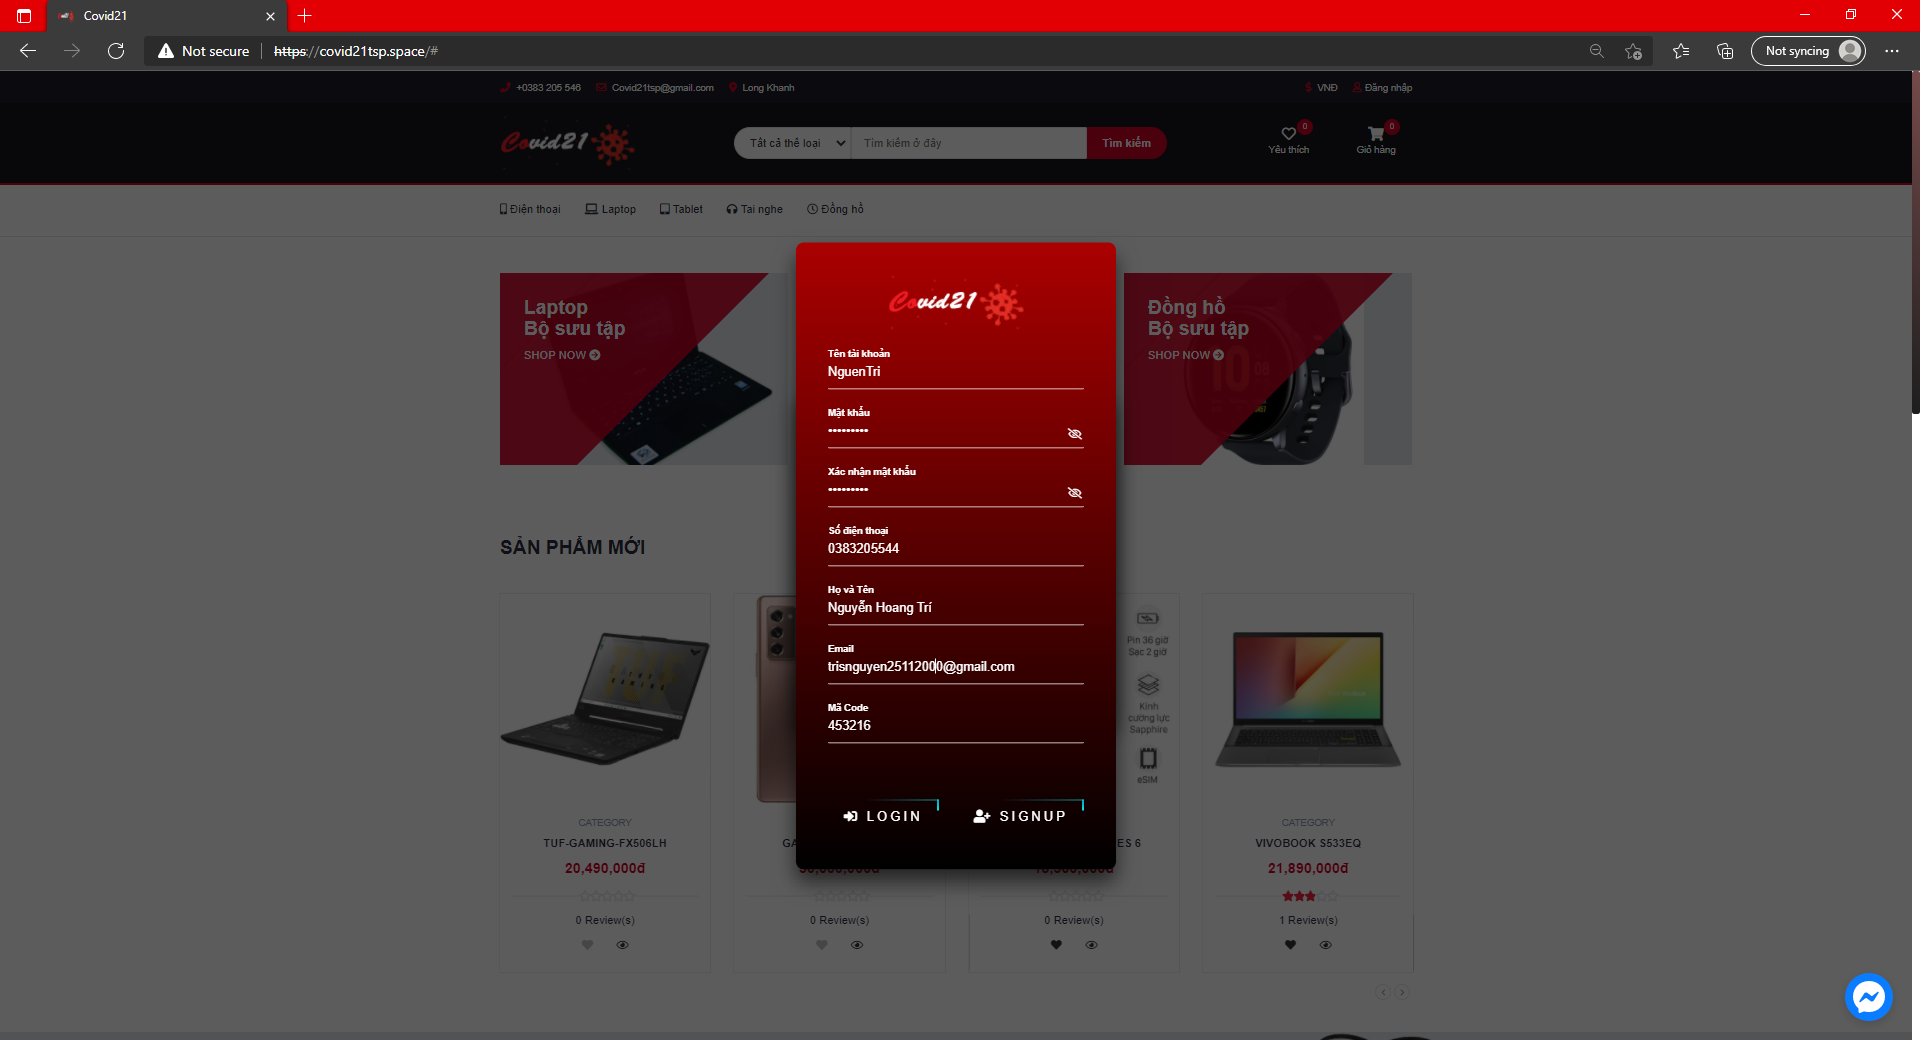 Covid21
Not secure https://covid21tsp.space/#
Not syncing
+0383 205 546 Covid21tsp@gmail.com Long Khanh
$ VNĐ Đăng nhập
Covid21
Tất cả thể loại Tìm kiếm ở đây Tìm kiếm
0 0
Yêu thích Giỏ hàng
Điện thoại Laptop Tablet Tai nghe Đồng hồ
Laptop
Bộ sưu tập
SHOP NOW
Đồng hồ
Bộ sưu tập
SHOP NOW
Covid21
Tên tài khoản
NguenTri
Mật khẩu
•••••••••
Xác nhận mật khẩu
•••••••••
Số điện thoại
0383205544
Họ và Tên
Nguyễn Hoang Trí
Email
trisnguyen25112000@gmail.com
Mã Code
453216
LOGIN SIGNUP
SẢN PHẨM MỚI
Pin 36 giờ
Sạc 2 giờ
Kính
cường lực
Sapphire
eSIM
CATEGORY CATEGORY
TUF-GAMING-FX506LH ES 6 VIVOBOOK S533EQ
20,490,000đ 21,890,000đ
0 Review(s) 0 Review(s) 0 Review(s) 1 Review(s)